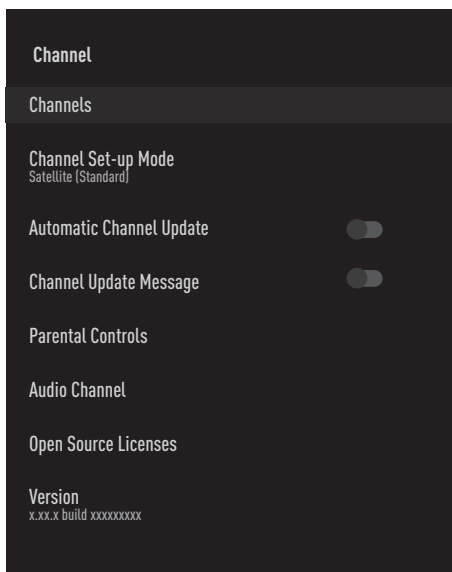 Channel
Channels
Channel Set-up Mode
Satellite (Standard)
Automatic Channel Update
Channel Update Message
Parental Controls
Audio Channel
Open Source Licenses
Version
x.xx.x build xxxxxxxxx